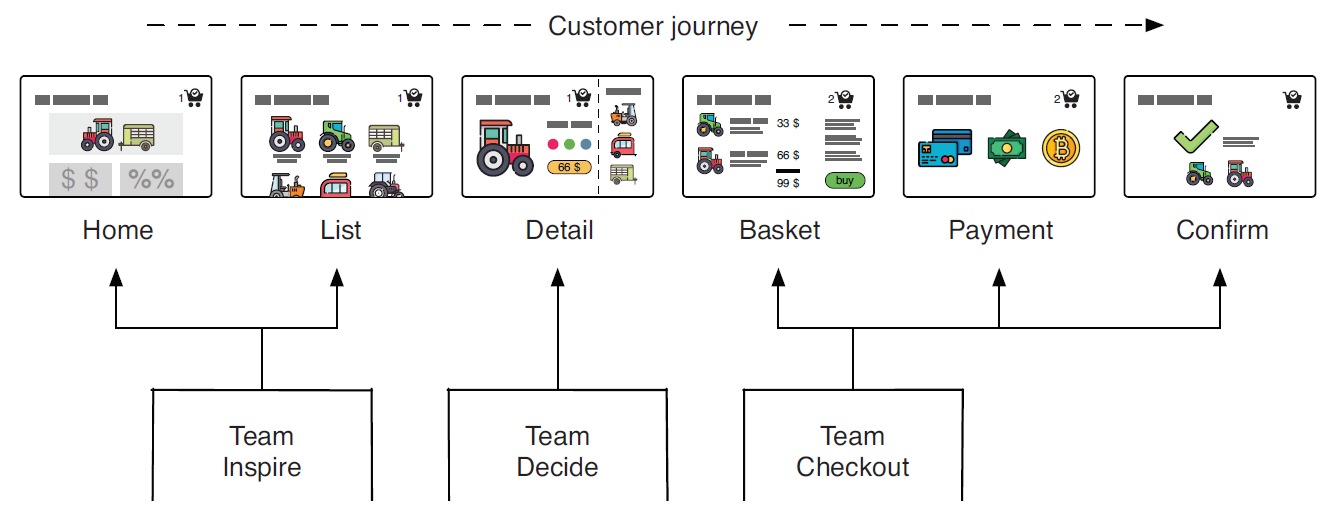 Customer journey
1
1
1
2
2
$ $
%%
66 $
33 $
66 $
99 $
buy
Home
List
Detail
Basket
Payment
Confirm
Team
Inspire
Team
Decide
Team
Checkout